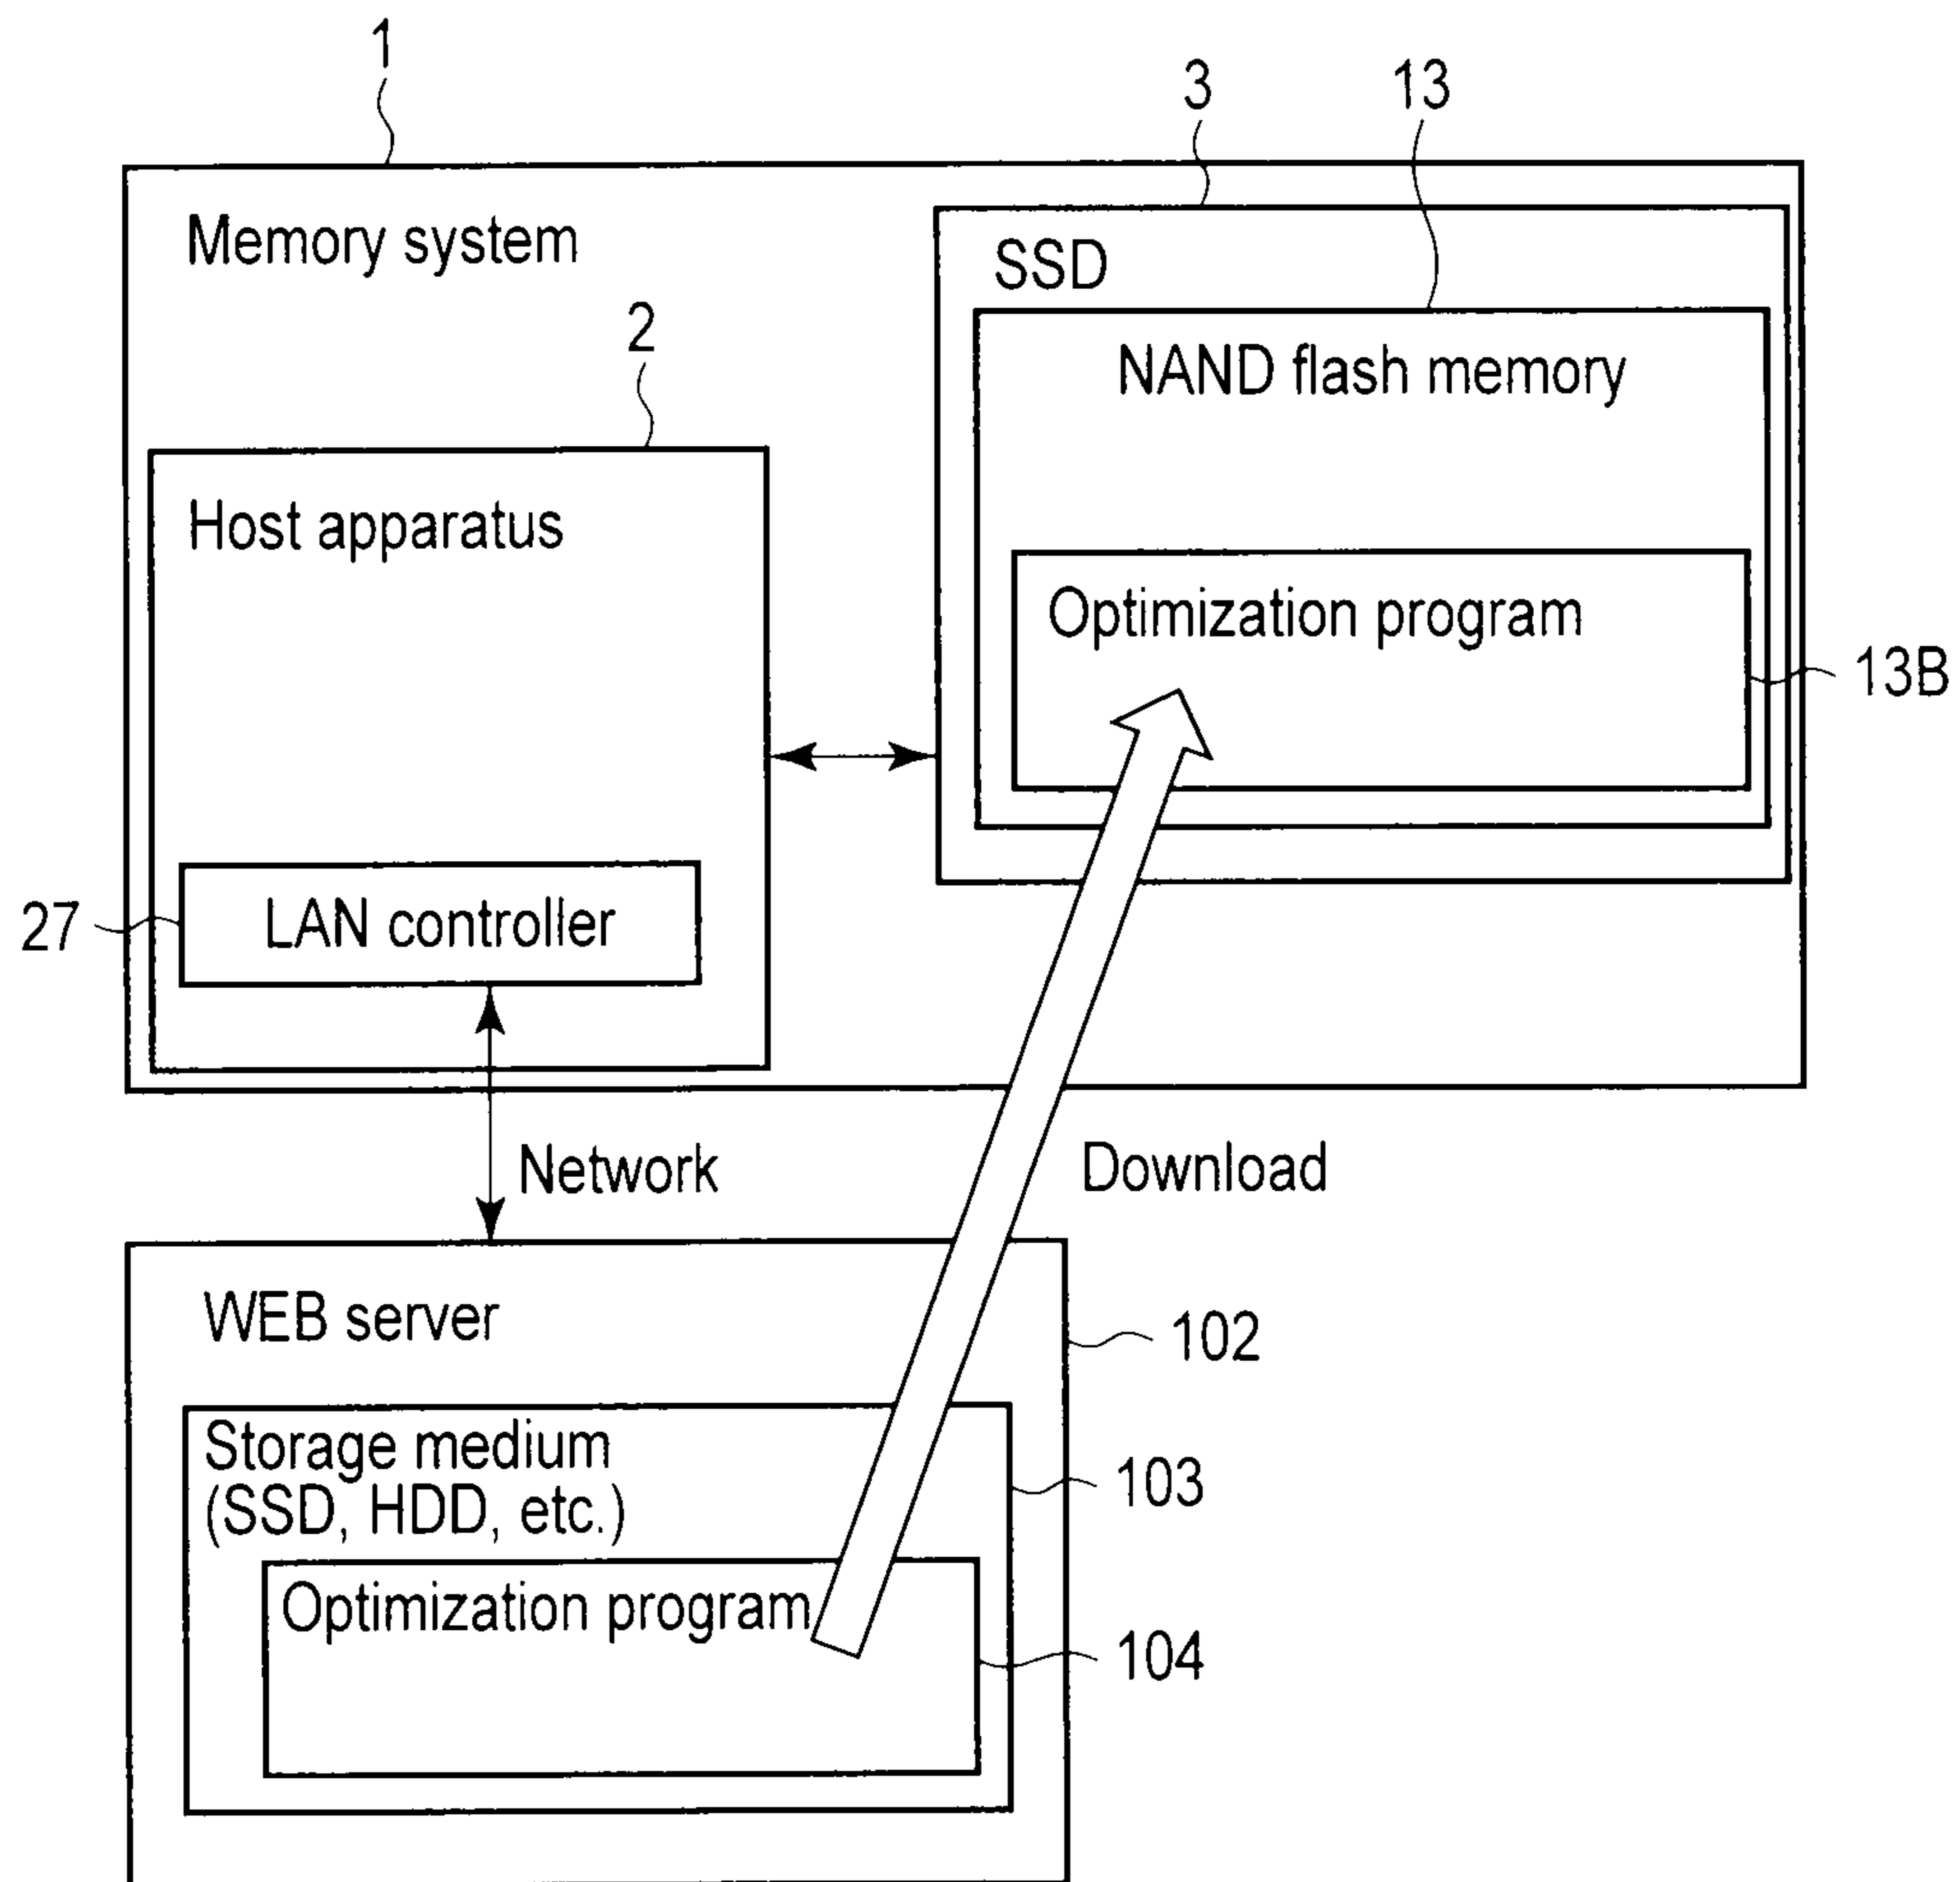 1
3
13
Memory system
SSD
2
NAND flash memory
Host apparatus
Optimization program
13B
27
LAN controller
Network
Download
WEB server
102
Storage medium
(SSD, HDD, etc.)
103
Optimization program
104